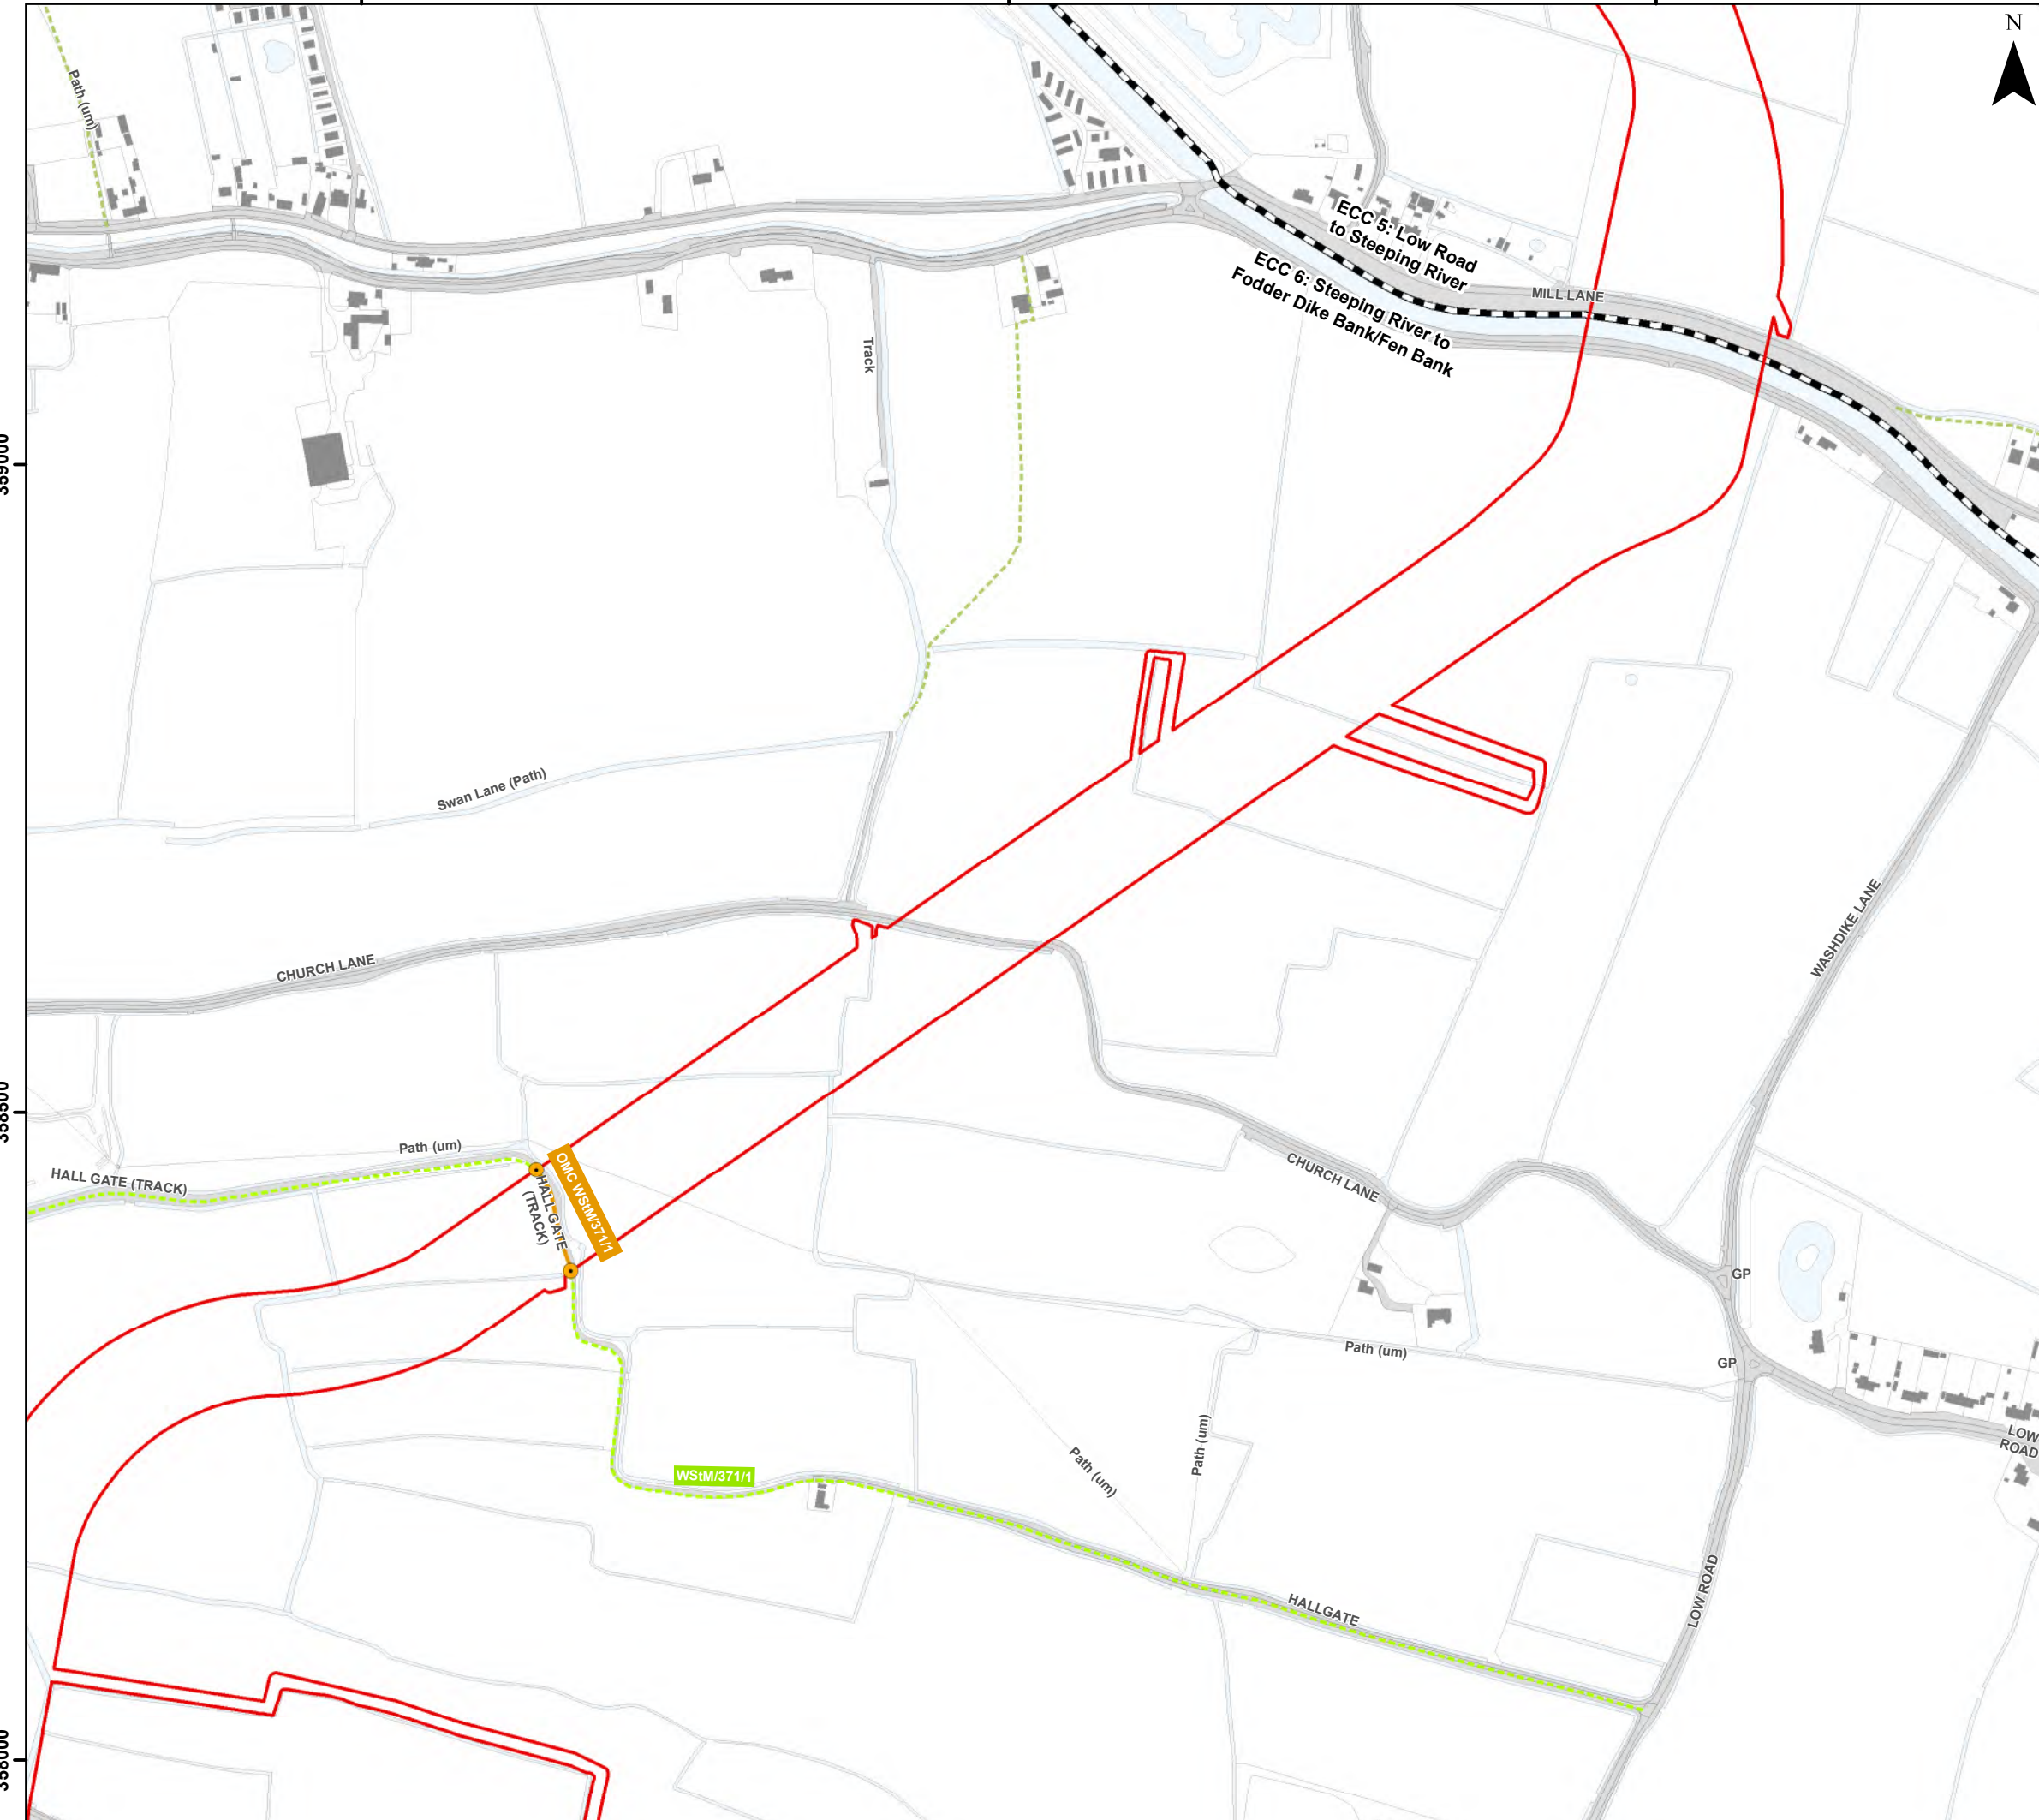 N
Path (um)
ECC 5: Low Road
to Steeping River
ECC 6: Steeping River to
Fodder Dike Bank/Fen Bank
MILL LANE
Track
359000
Swan Lane (Path)
WASHDIKE LANE
CHURCH LANE
358500
Path (um)
HALL GATE (TRACK)
HALL GATE
(TRACK)
OMC WStM/371/1
CHURCH LANE
GP
Path (um)
GP
LOW
ROAD
Path (um)
Path (um)
WStM/371/1
HALLGATE
LOW ROAD
358000